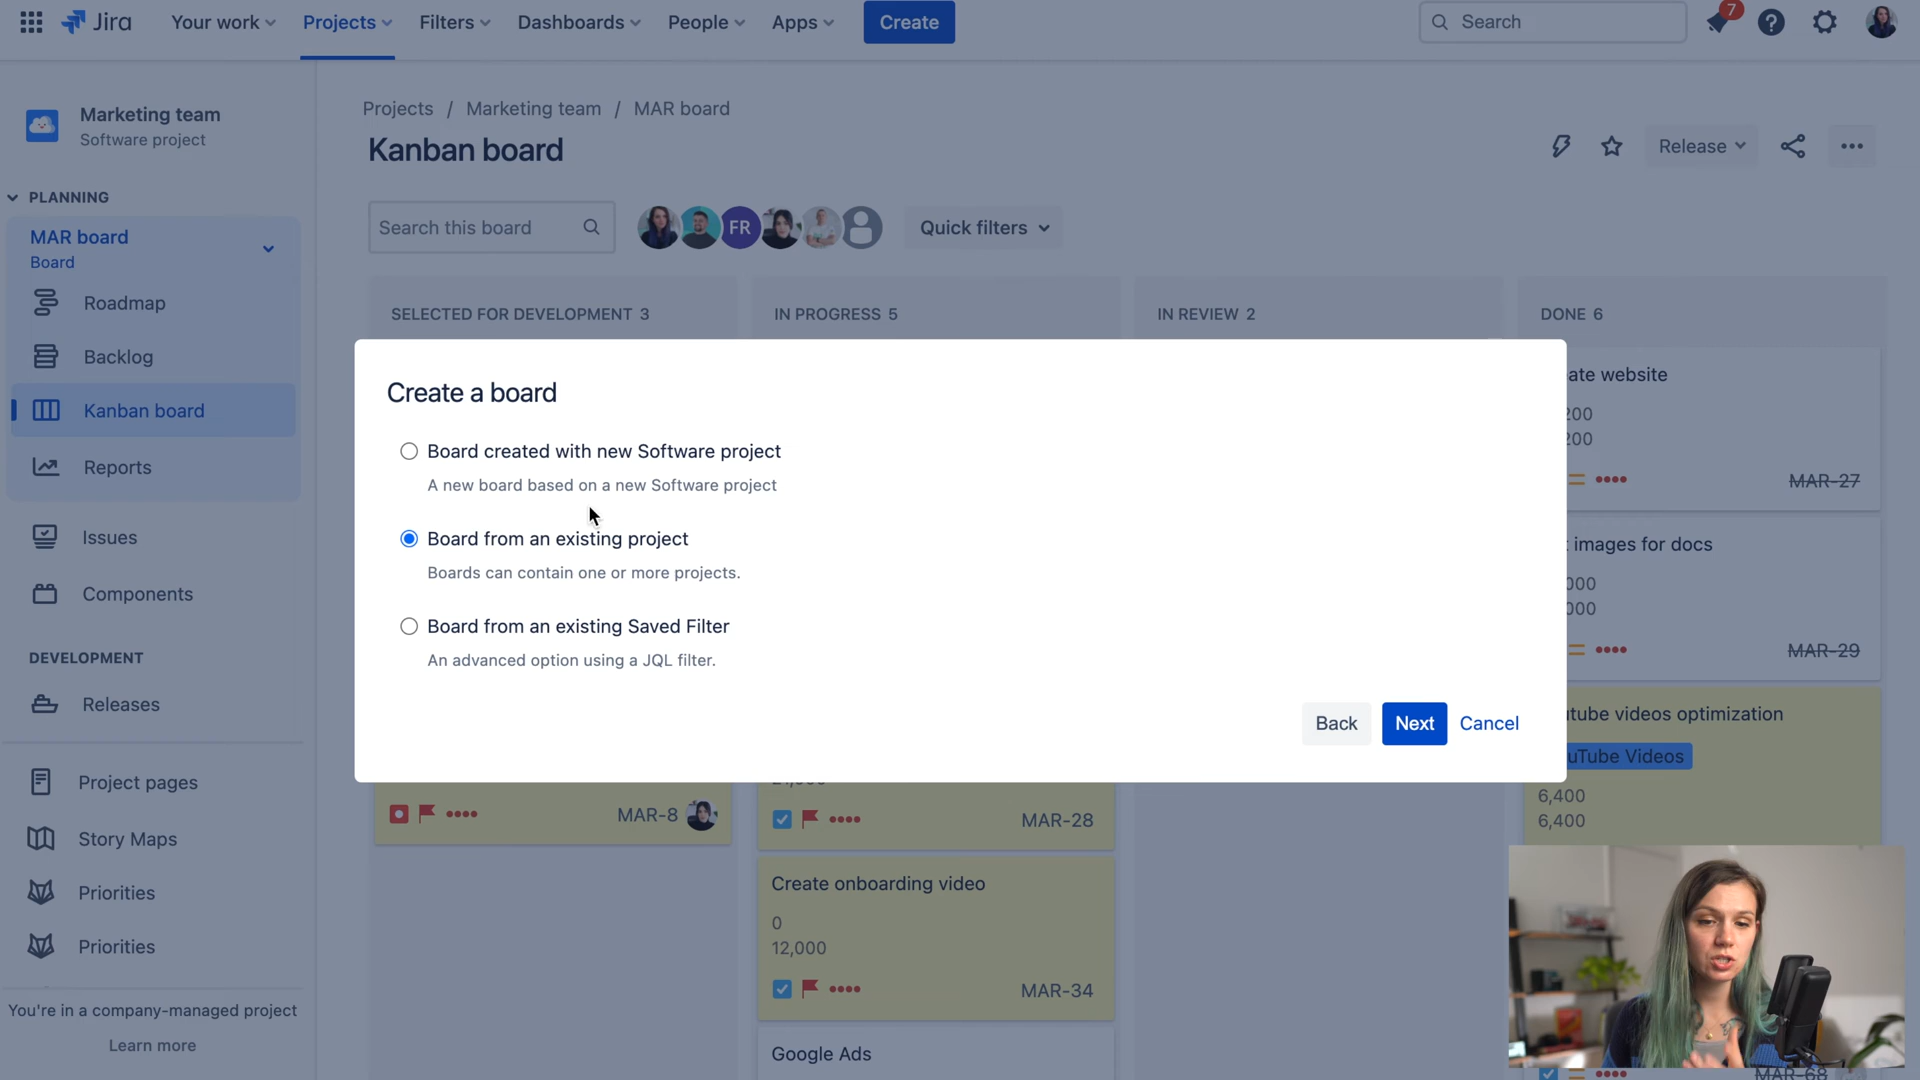 Jira
Your work
Projects
Filters
Dashboards
People
Apps
Create
Search
7
Marketing team
Software project
PLANNING
MAR board
Board
Roadmap
Backlog
Kanban board
Reports
Issues
Components
DEVELOPMENT
Releases
Project pages
Story Maps
Priorities
Priorities
You're in a company-managed project
Learn more
Projects / Marketing team / MAR board
Kanban board
Release
Search this board
FR
Quick filters
SELECTED FOR DEVELOPMENT 3
IN PROGRESS 5
IN REVIEW 2
DONE 6
Create a board
Board created with new Software project
A new board based on a new Software project
Board from an existing project
Boards can contain one or more projects.
Board from an existing Saved Filter
An advanced option using a JQL filter.
Back
Next
Cancel
MAR-8
MAR-28
Create onboarding video
0
12,000
MAR-34
Google Ads
ate website
200
200
MAR-27
images for docs
000
000
MAR-29
utube videos optimization
uTube Videos
6,400
6,400
MAR-68